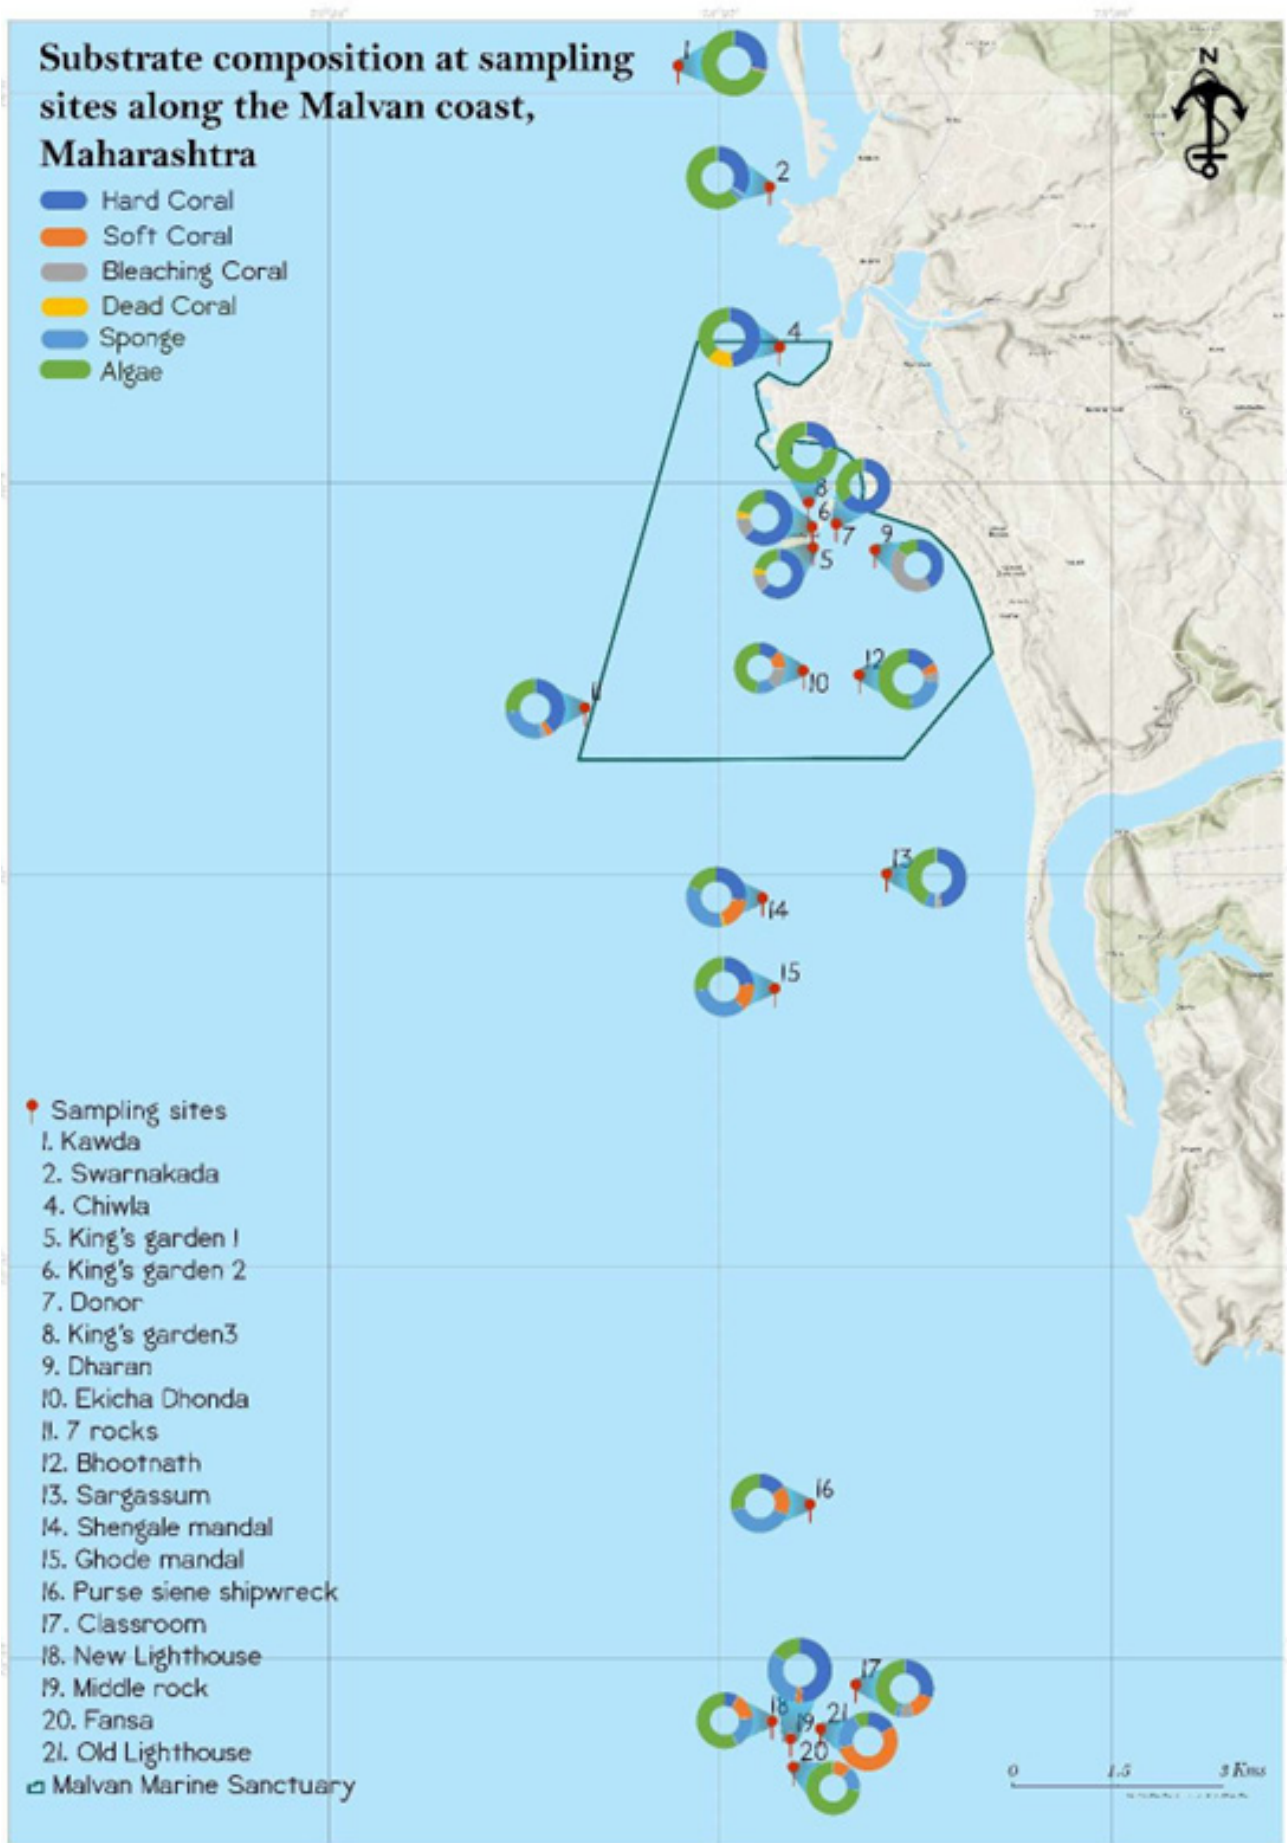 Substrate composition at sampling
sites along the Malvan coast,
Maharashtra
Hard Coral
Soft Coral
Bleaching Coral
Dead Coral
Sponge
Algae
N
1
2
4
8
6
7
9
5
10
12
11
13
14
15
16
17
18
19
21
20
Sampling sites
1. Kawda
2. Swarnakada
4. Chiwla
5. King's garden 1
6. King's garden 2
7. Donor
8. King's garden3
9. Dharan
10. Ekicha Dhonda
11. 7 rocks
12. Bhootnath
13. Sargassum
14. Shengale mandal
15. Ghode mandal
16. Purse siene shipwreck
17. Classroom
18. New Lighthouse
19. Middle rock
20. Fansa
21. Old Lighthouse
Malvan Marine Sanctuary
0 1.5 3 Kms